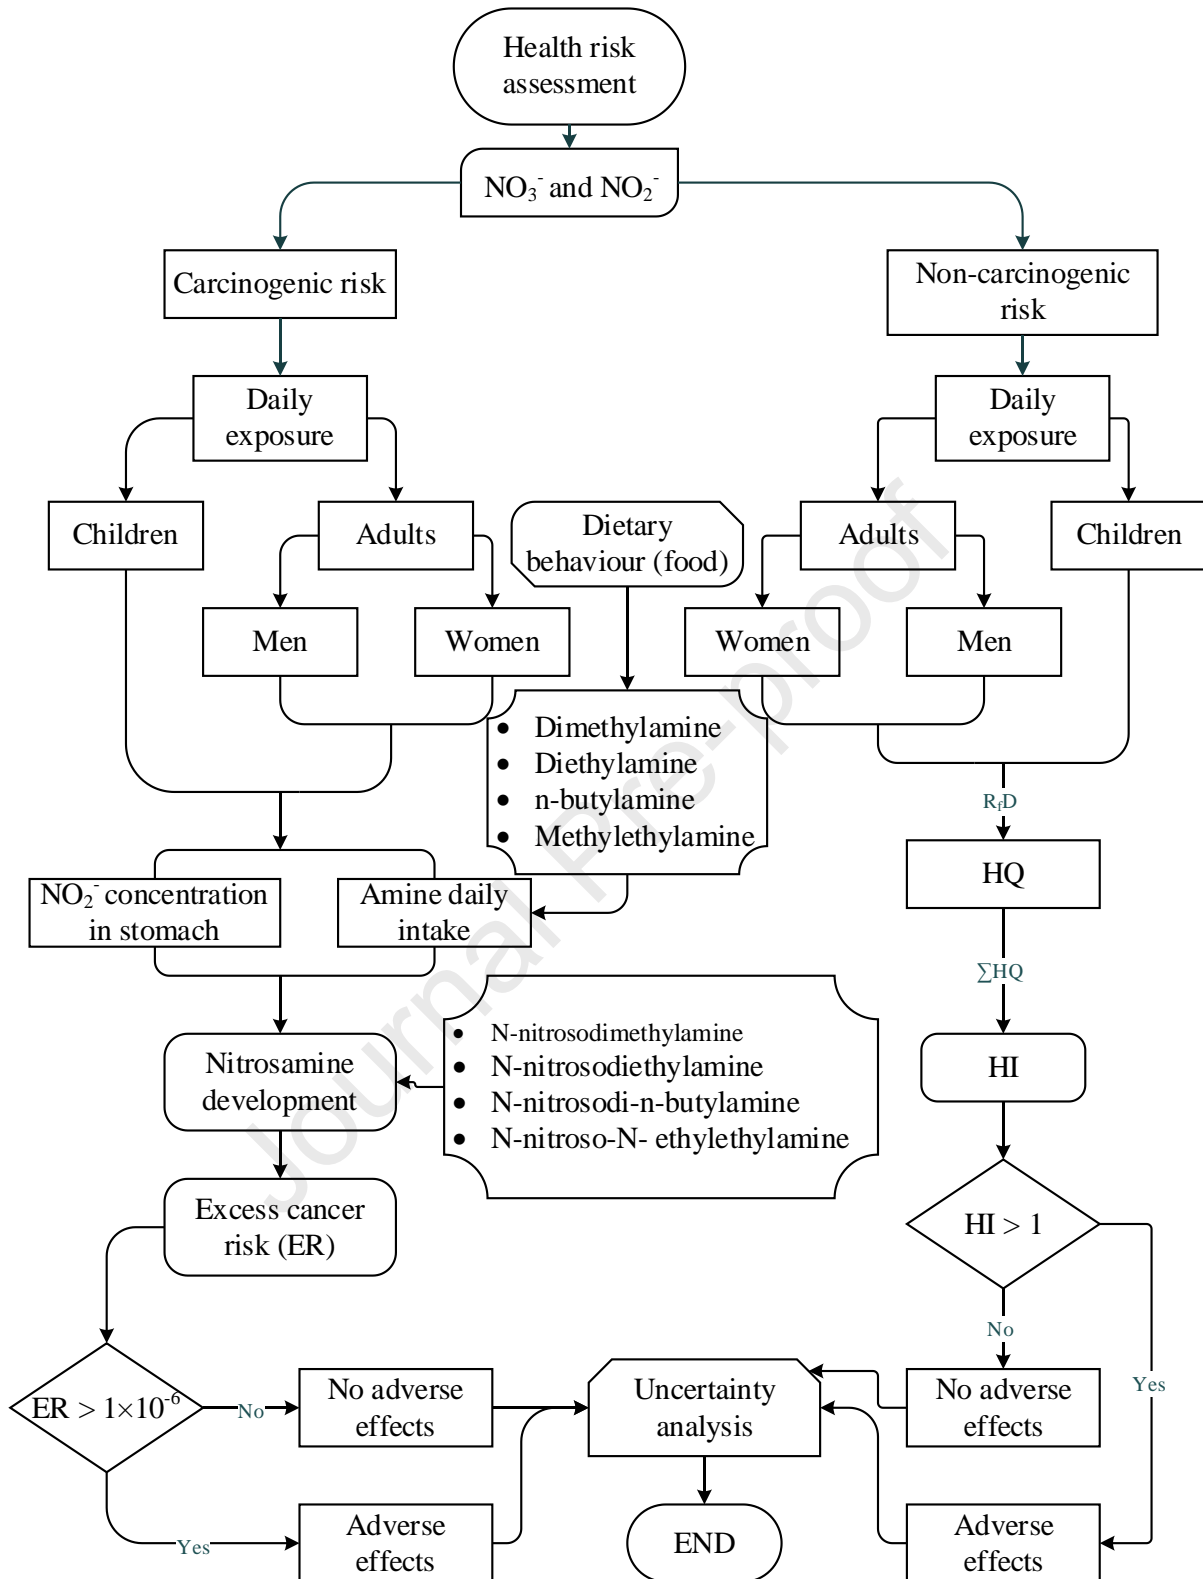 Health risk
assessment
NO₃⁻ and NO₂⁻
Carcinogenic risk
Non-carcinogenic
risk
Daily
exposure
Daily
exposure
Children
Adults
Dietary
behaviour (food)
Adults
Children
Men
Women
Women
Men
• Dimethylamine
• Diethylamine
• n-butylamine
• Methylethylamine
RfD
HQ
NO₂⁻ concentration
in stomach
Amine daily
intake
∑HQ
Nitrosamine
development
• N-nitrosodimethylamine
• N-nitrosodiethylamine
• N-nitrosodi-n-butylamine
• N-nitroso-N- ethylethylamine
HI
Excess cancer
risk (ER)
HI > 1
No
Yes
ER > 1×10⁻⁶
No
No adverse
effects
Uncertainty
analysis
No adverse
effects
Yes
Adverse
effects
END
Adverse
effects
Journal Pre-proof